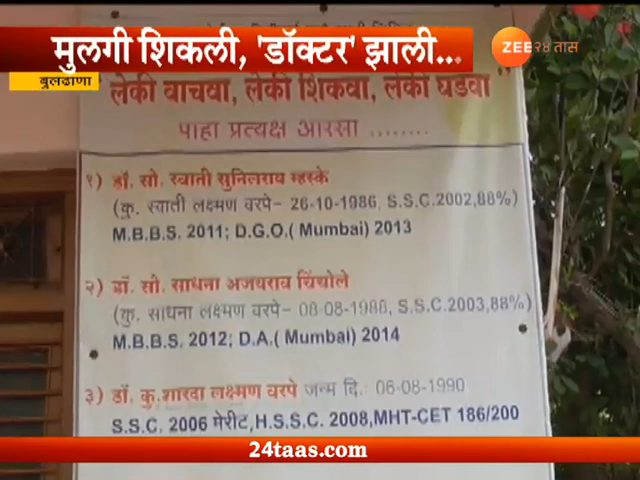 मुलगी शिकली, 'डॉक्टर' झाली...
ZEE २४ तास
बुलढाणा
"लेकी वाचवा, लेकी शिकवा, लेकी घडवा"
पाहा प्रत्यक्ष आरसा ........
१) डॉ. सौ. स्वाती सुनिलराव म्हस्के
(कु. स्वाती लक्ष्मण वरपे- 26-10-1986, S.S.C.2002,88%)
M.B.B.S. 2011; D.G.O.( Mumbai) 2013
२) डॉ. सौ. साधना अजयराव चिंचोले
(कु. साधना लक्ष्मण वरपे- 08-08-1988, S.S.C.2003,88%)
M.B.B.S. 2012; D.A.( Mumbai) 2014
३) डॉ. कु.शारदा लक्ष्मण वरपे जन्म दि. 06-08-1990
S.S.C. 2006 मेरीट,H.S.S.C. 2008,MHT-CET 186/200
24taas.com